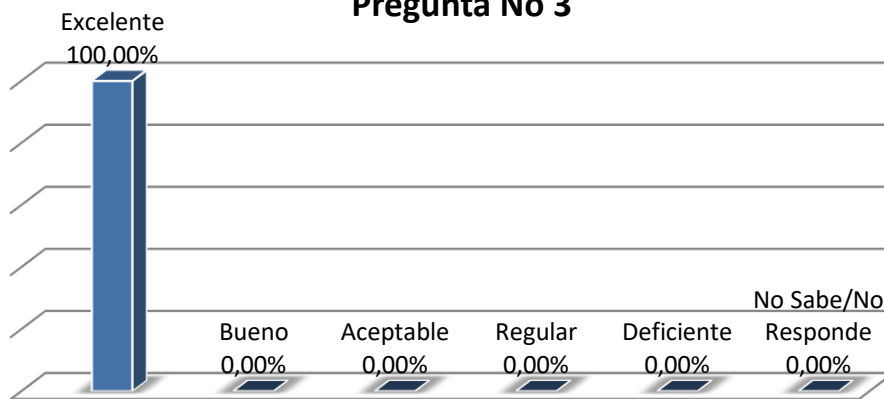 Pregunta No 3
Excelente
100,00%
Bueno
0,00%
Aceptable
0,00%
Regular
0,00%
Deficiente
0,00%
No Sabe/No
Responde
0,00%